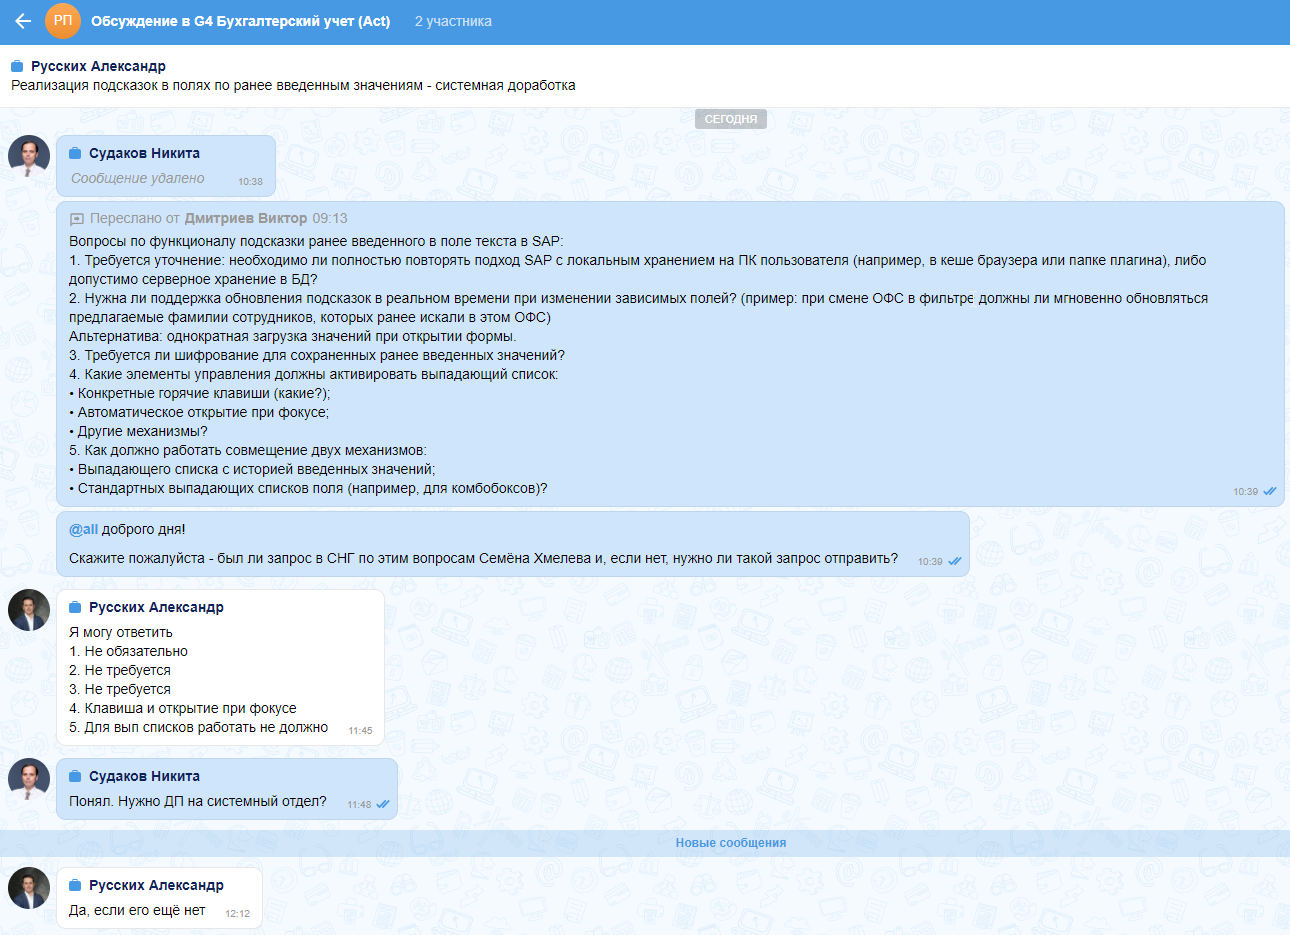 РП
Обсуждение в G4 Бухгалтерский учет (Act) 2 участника
Русских Александр
Реализация подсказок в полях по ранее введенным значениям - системная доработка
СЕГОДНЯ
Судаков Никита
Сообщение удалено 10:38
Переслано от Дмитриев Виктор 09:13
Вопросы по функционалу подсказки ранее введенного в поле текста в SAP:
1. Требуется уточнение: необходимо ли полностью повторять подход SAP с локальным хранением на ПК пользователя (например, в кеше браузера или папке плагина), либо
допустимо серверное хранение в БД?
2. Нужна ли поддержка обновления подсказок в реальном времени при изменении зависимых полей? (пример: при смене ОФС в фильтре должны ли мгновенно обновляться
предлагаемые фамилии сотрудников, которых ранее искали в этом ОФС)
Альтернатива: однократная загрузка значений при открытии формы.
3. Требуется ли шифрование для сохраненных ранее введенных значений?
4. Какие элементы управления должны активировать выпадающий список:
• Конкретные горячие клавиши (какие?);
• Автоматическое открытие при фокусе;
• Другие механизмы?
5. Как должно работать совмещение двух механизмов:
• Выпадающего списка с историей введенных значений;
• Стандартных выпадающих списков поля (например, для комбобоксов)?
10:39
@all доброго дня!
Скажите пожалуйста - был ли запрос в СНГ по этим вопросам Семёна Хмелева и, если нет, нужно ли такой запрос отправить? 10:39
Русских Александр
Я могу ответить
1. Не обязательно
2. Не требуется
3. Не требуется
4. Клавиша и открытие при фокусе
5. Для вып списков работать не должно 11:45
Судаков Никита
Понял. Нужно ДП на системный отдел? 11:48
Новые сообщения
Русских Александр
Да, если его ещё нет 12:12